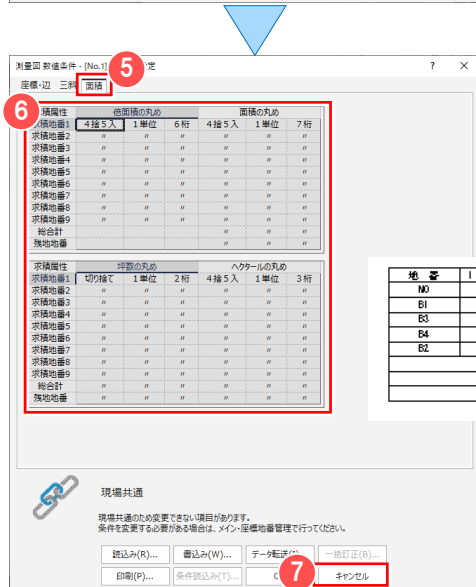 測量図 数値条件 - [No.1] 定
? ×
5
座標・辺 三斜 面積
6
求積属性 倍面積の丸め 面積の丸め
求積地番1 4捨5入 1単位 6桁 4捨5入 1単位 7桁
求積地番2 〃 〃 〃 〃 〃 〃
求積地番3 〃 〃 〃 〃 〃 〃
求積地番4 〃 〃 〃 〃 〃 〃
求積地番5 〃 〃 〃 〃 〃 〃
求積地番6 〃 〃 〃 〃 〃 〃
求積地番7 〃 〃 〃 〃 〃 〃
求積地番8 〃 〃 〃 〃 〃 〃
求積地番9 〃 〃 〃 〃 〃 〃
総合計 〃 〃 〃
残地地番 〃 〃 〃
求積属性 坪数の丸め ヘクタールの丸め
求積地番1 切り捨て 1単位 2桁 4捨5入 1単位 3桁
求積地番2 〃 〃 〃 〃 〃 〃
求積地番3 〃 〃 〃 〃 〃 〃
求積地番4 〃 〃 〃 〃 〃 〃
求積地番5 〃 〃 〃 〃 〃 〃
求積地番6 〃 〃 〃 〃 〃 〃
求積地番7 〃 〃 〃 〃 〃 〃
求積地番8 〃 〃 〃 〃 〃 〃
求積地番9 〃 〃 〃 〃 〃 〃
総合計 〃 〃 〃 〃 〃 〃
残地地番 〃 〃 〃 〃 〃 〃
地 番 1
NO
B1
B3
B4
B2
現場共通
現場共通のため変更できない項目があります。
条件を変更する必要がある場合は、メイン・座標地番管理で行ってください。
読込み(R)... 書込み(W)... データ転送 一括訂正(B)...
7
印刷(P)... 条件読込み(T)... キャンセル